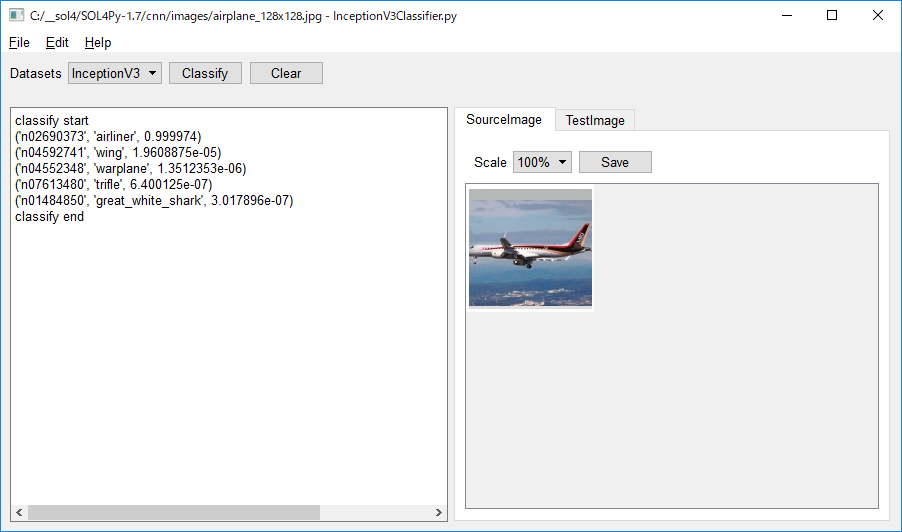 C:/__sol4/SOL4Py-1.7/cnn/images/airplane_128x128.jpg - InceptionV3Classifier.py
File Edit Help
Datasets InceptionV3 Classify Clear
classify start
('n02690373', 'airliner', 0.999974)
('n04592741', 'wing', 1.9608875e-05)
('n04552348', 'warplane', 1.3512353e-06)
('n07613480', 'trifle', 6.400125e-07)
('n01484850', 'great_white_shark', 3.017896e-07)
classify end
SourceImage TestImage
Scale 100% Save